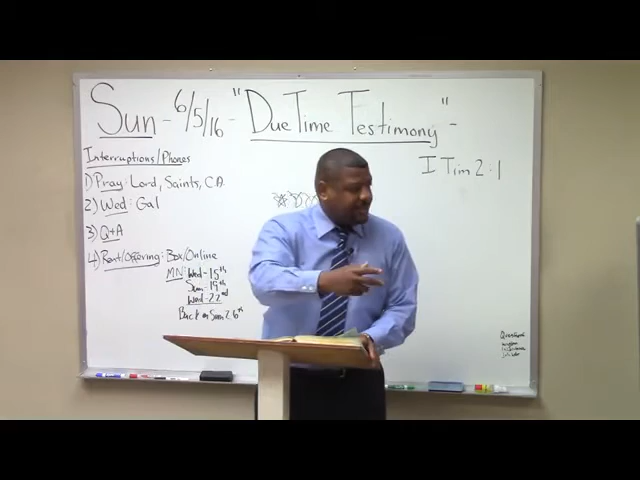 Sun - 6/5/16 - "Due Time Testimony" -
I Tim 2:1
Interruptions/Phones
1) Pray: Lord, Saints, CA.
2) Wed: Gal
3) Q+A
4) Rent/Offering: Box/Online
MN: Wed - 15th
Sun: - 19th
Wed - 22nd
Back on Sun 26th